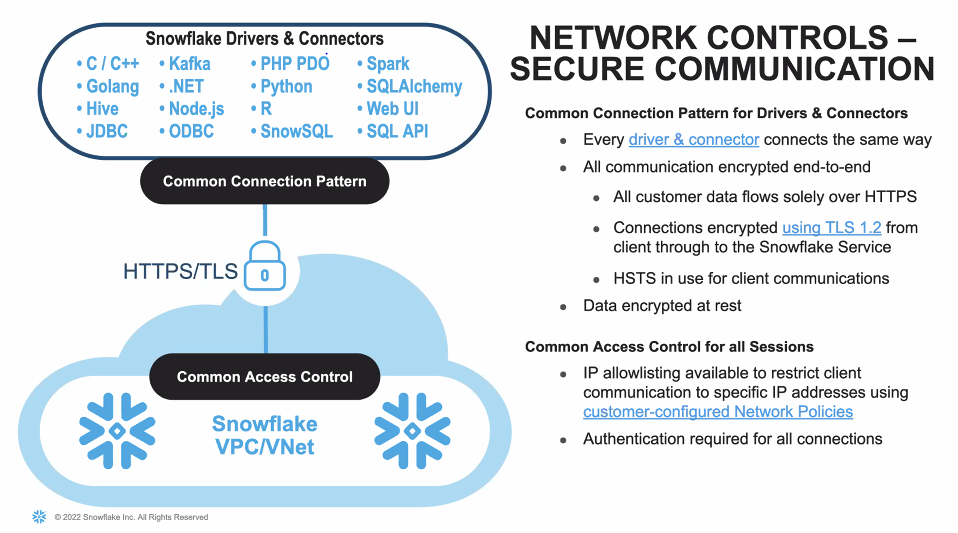 Snowflake Drivers & Connectors
• C / C++ • Kafka • PHP PDO • Spark
• Golang • .NET • Python • SQLAlchemy
• Hive • Node.js • R • Web UI
• JDBC • ODBC • SnowSQL • SQL API
Common Connection Pattern
HTTPS/TLS
Common Access Control
Snowflake
VPC/VNet
NETWORK CONTROLS –
SECURE COMMUNICATION
Common Connection Pattern for Drivers & Connectors
● Every driver & connector connects the same way
● All communication encrypted end-to-end
● All customer data flows solely over HTTPS
● Connections encrypted using TLS 1.2 from
client through to the Snowflake Service
● HSTS in use for client communications
● Data encrypted at rest
Common Access Control for all Sessions
● IP allowlisting available to restrict client
communication to specific IP addresses using
customer-configured Network Policies
● Authentication required for all connections
© 2022 Snowflake Inc. All Rights Reserved